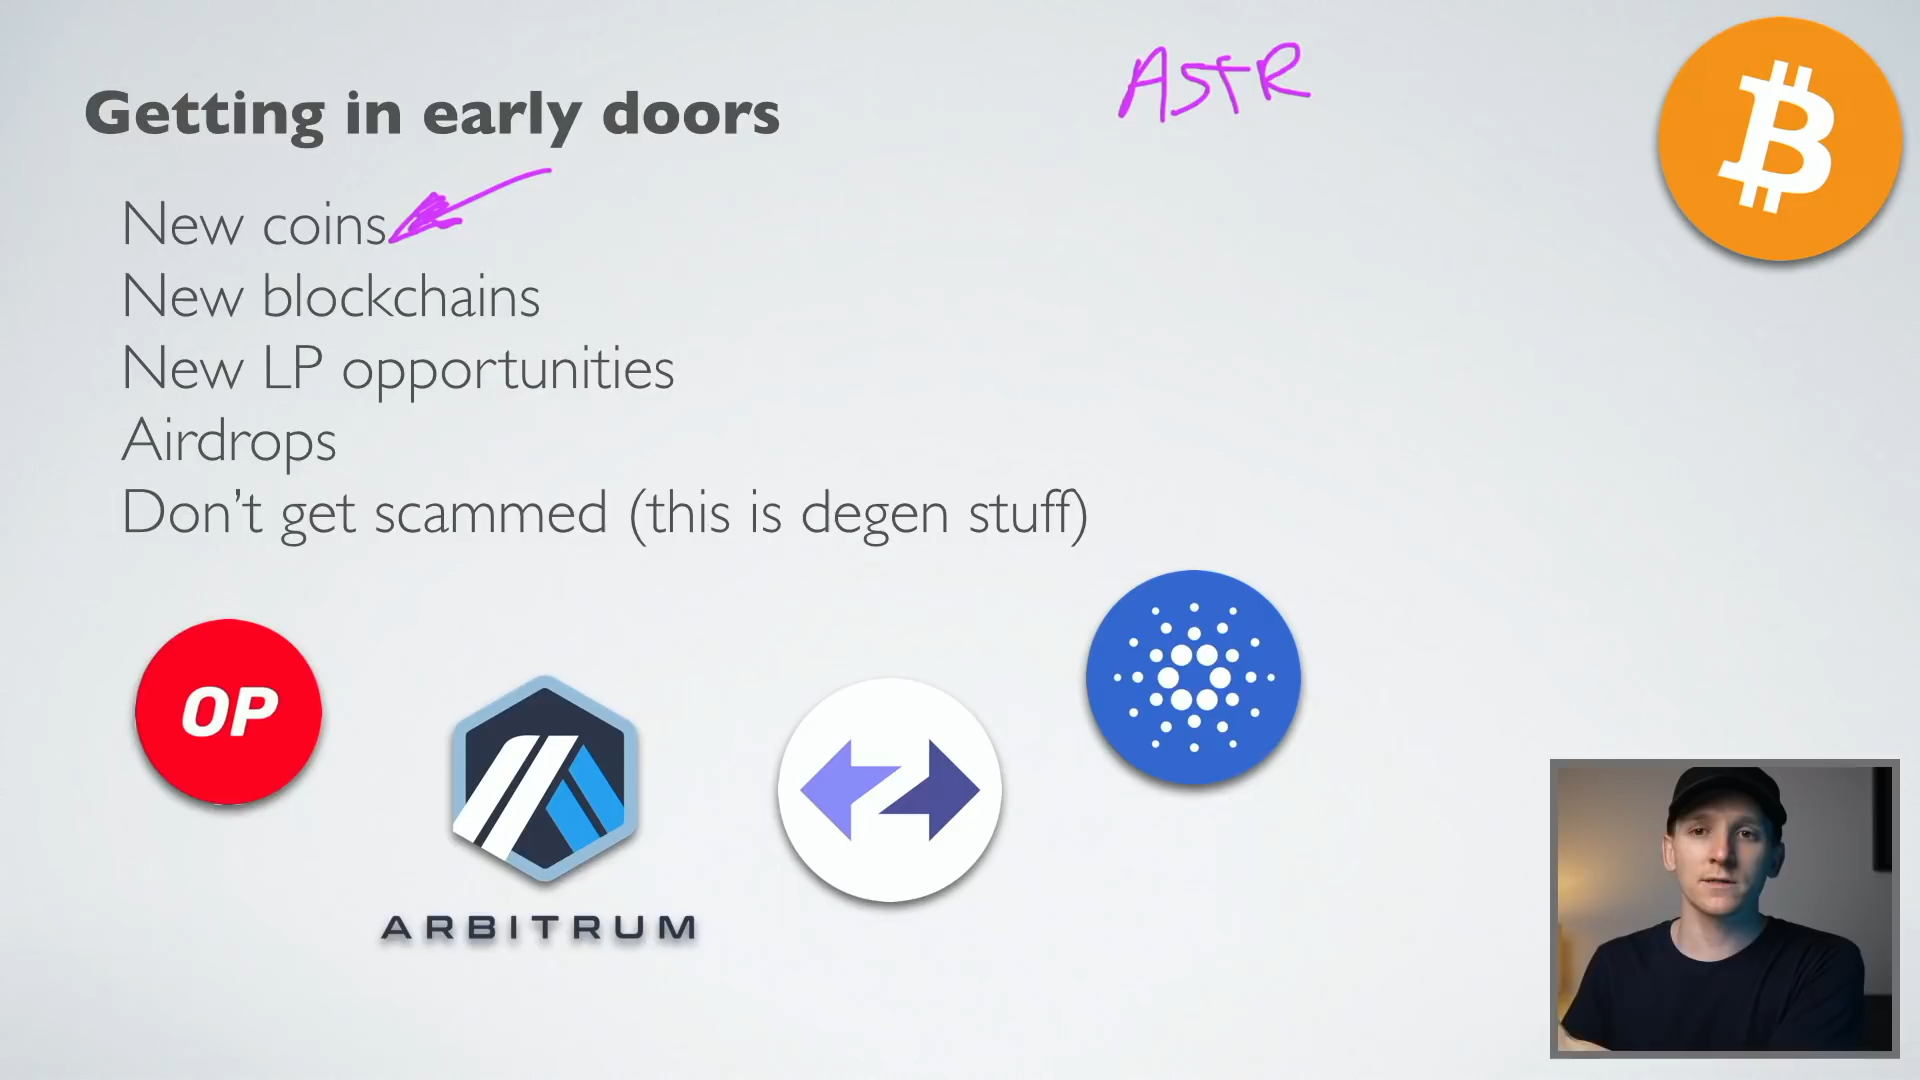 ASTR
Getting in early doors
New coins
New blockchains
New LP opportunities
Airdrops
Don't get scammed (this is degen stuff)
OP
ARBITRUM